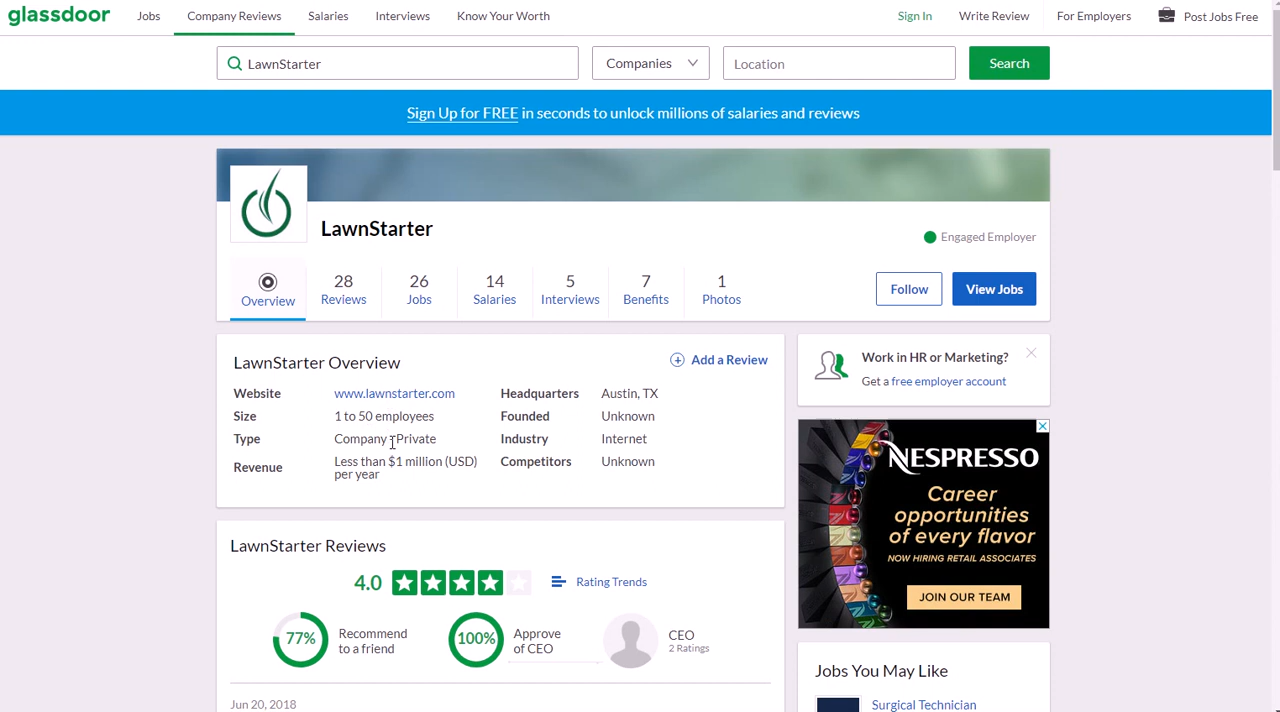 glassdoor
Jobs
Company Reviews
Salaries
Interviews
Know Your Worth
Sign In
Write Review
For Employers
Post Jobs Free
LawnStarter
Companies
Location
Search
Sign Up for FREE in seconds to unlock millions of salaries and reviews
LawnStarter
Engaged Employer
Overview
28
Reviews
26
Jobs
14
Salaries
5
Interviews
7
Benefits
1
Photos
Follow
View Jobs
LawnStarter Overview
Add a Review
Website
www.lawnstarter.com
Headquarters
Austin, TX
Size
1 to 50 employees
Founded
Unknown
Type
Company - Private
Industry
Internet
Revenue
Less than $1 million (USD)
per year
Competitors
Unknown
LawnStarter Reviews
4.0
Rating Trends
77%
Recommend
to a friend
100%
Approve
of CEO
CEO
2 Ratings
Jun 20, 2018
Work in HR or Marketing?
Get a free employer account
NESPRESSO
Career
opportunities
of every flavor
NOW HIRING RETAIL ASSOCIATES
JOIN OUR TEAM
Jobs You May Like
Surgical Technician